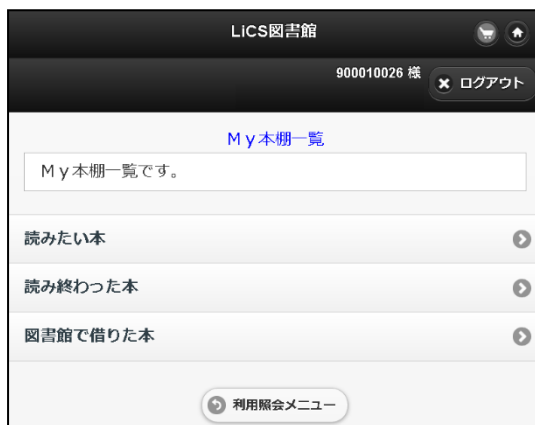 LiCS図書館
900010026 様
ログアウト
My本棚一覧
My本棚一覧です。
読みたい本
読み終わった本
図書館で借りた本
利用照会メニュー